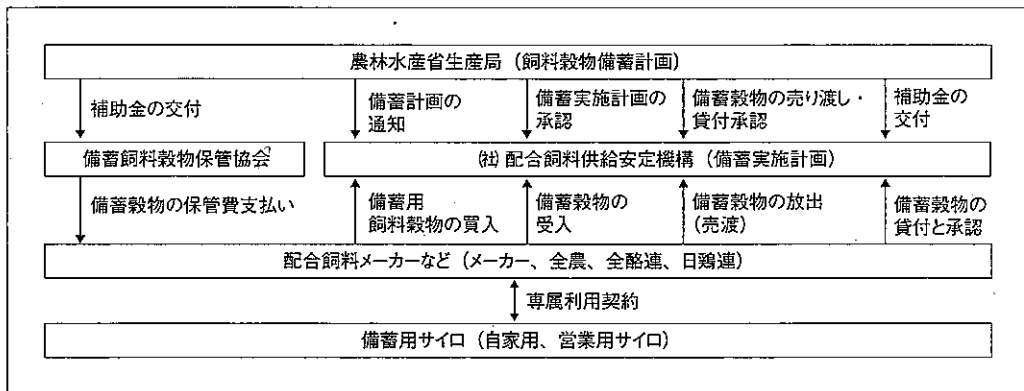 農林水産省生産局（飼料穀物備蓄計画）
補助金の交付
備蓄計画の
通知
備蓄実施計画の
承認
備蓄穀物の売り渡し・
貸付承認
補助金の
交付
備蓄飼料穀物保管協会
㈳ 配合飼料供給安定機構（備蓄実施計画）
備蓄穀物の保管費支払い
備蓄用
飼料穀物の買入
備蓄穀物の
受入
備蓄穀物の放出
（売渡）
備蓄穀物の
貸付と承認
配合飼料メーカーなど（メーカー、全農、全酪連、日鶏連）
専属利用契約
備蓄用サイロ（自家用、営業用サイロ）